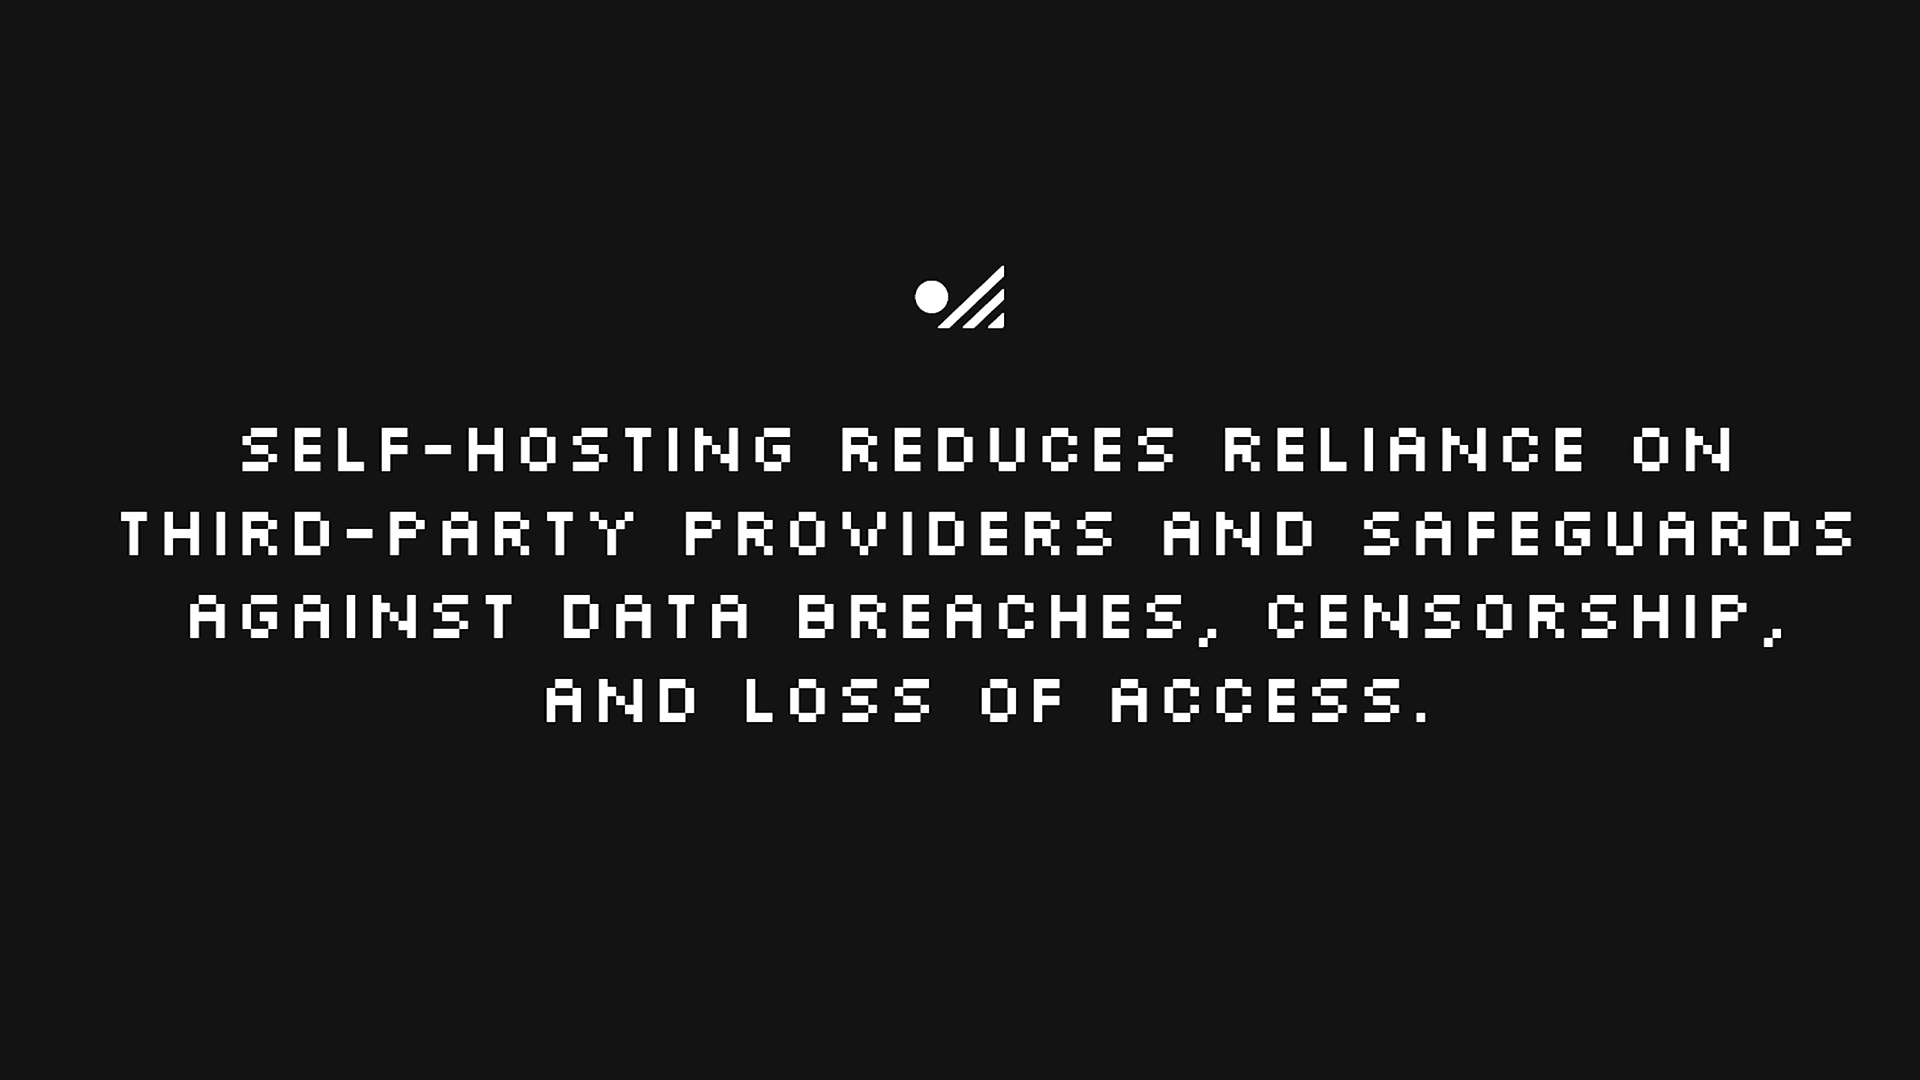 SELF-HOSTING REDUCES RELIANCE ON
THIRD-PARTY PROVIDERS AND SAFEGUARDS
AGAINST DATA BREACHES, CENSORSHIP,
AND LOSS OF ACCESS.